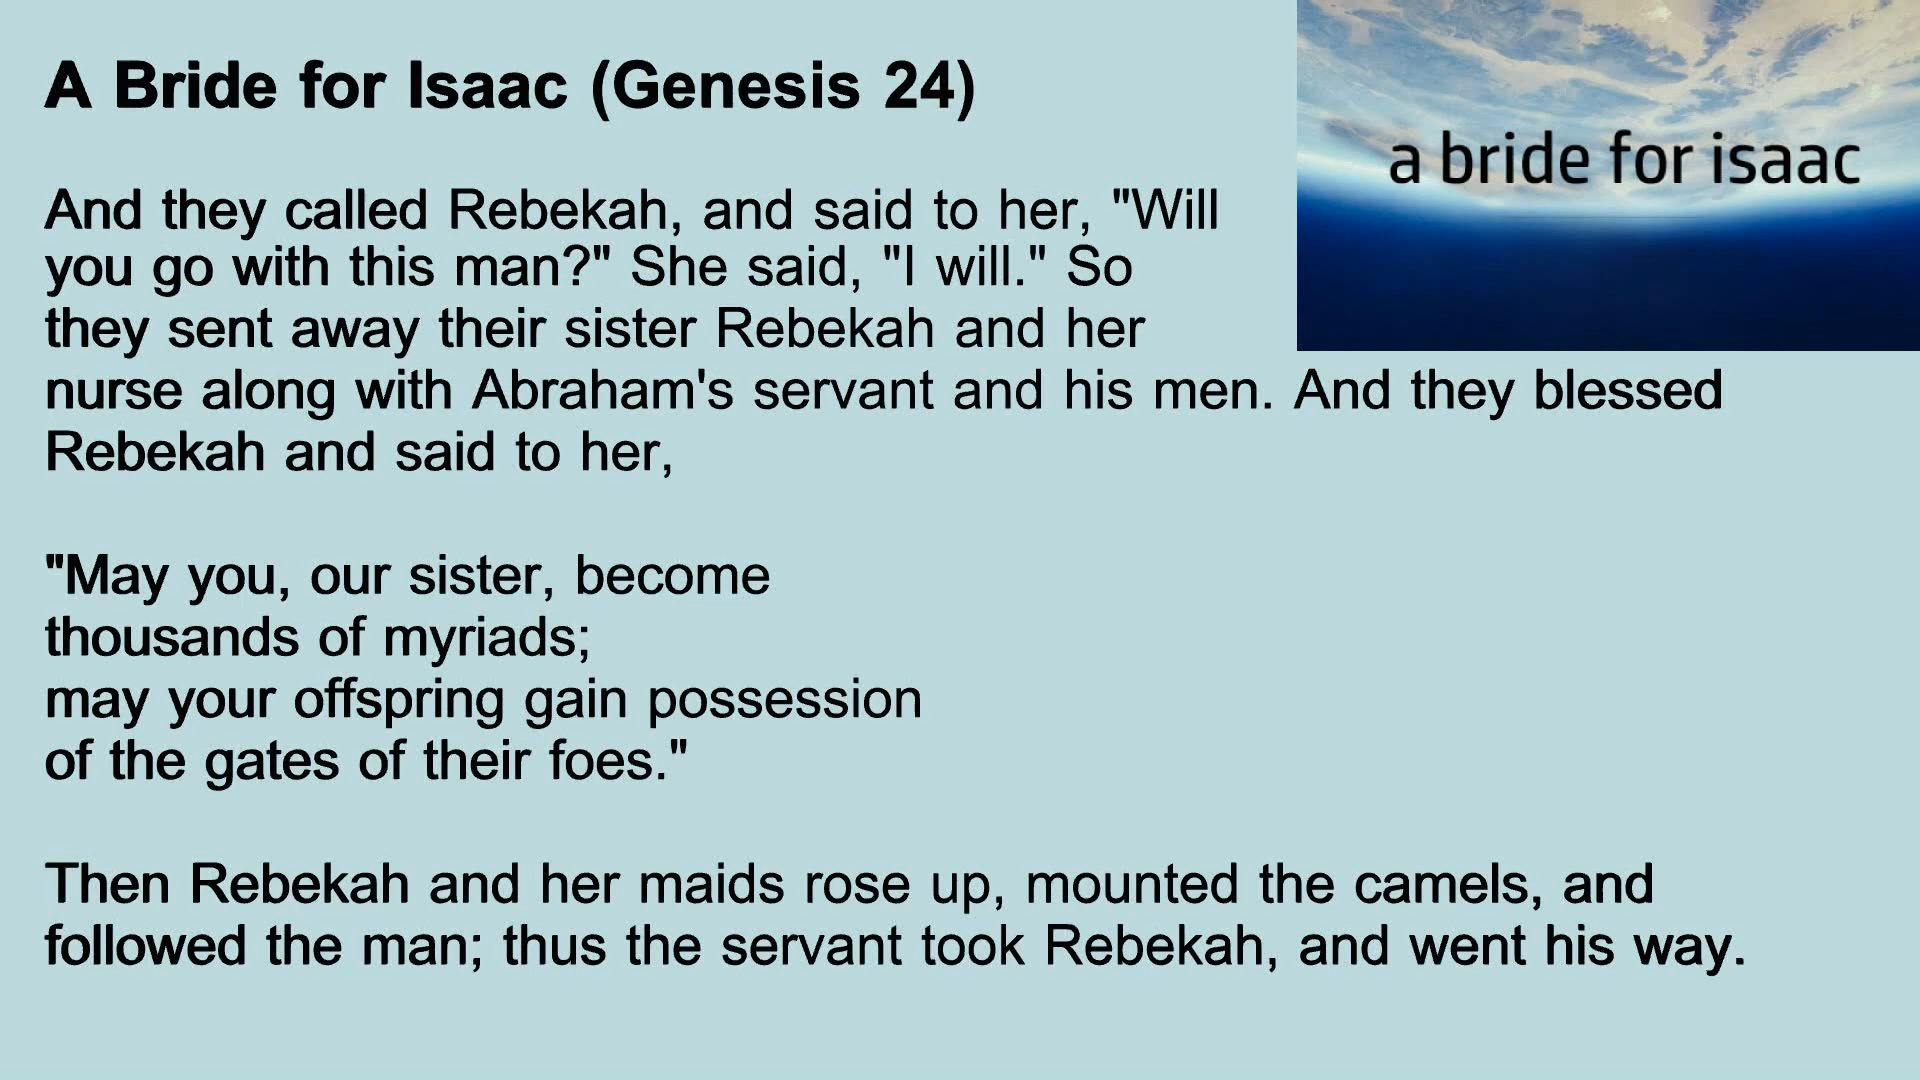 A Bride for Isaac (Genesis 24)
a bride for isaac
And they called Rebekah, and said to her, "Will
you go with this man?" She said, "I will." So
they sent away their sister Rebekah and her
nurse along with Abraham's servant and his men. And they blessed
Rebekah and said to her,
"May you, our sister, become
thousands of myriads;
may your offspring gain possession
of the gates of their foes."
Then Rebekah and her maids rose up, mounted the camels, and
followed the man; thus the servant took Rebekah, and went his way.